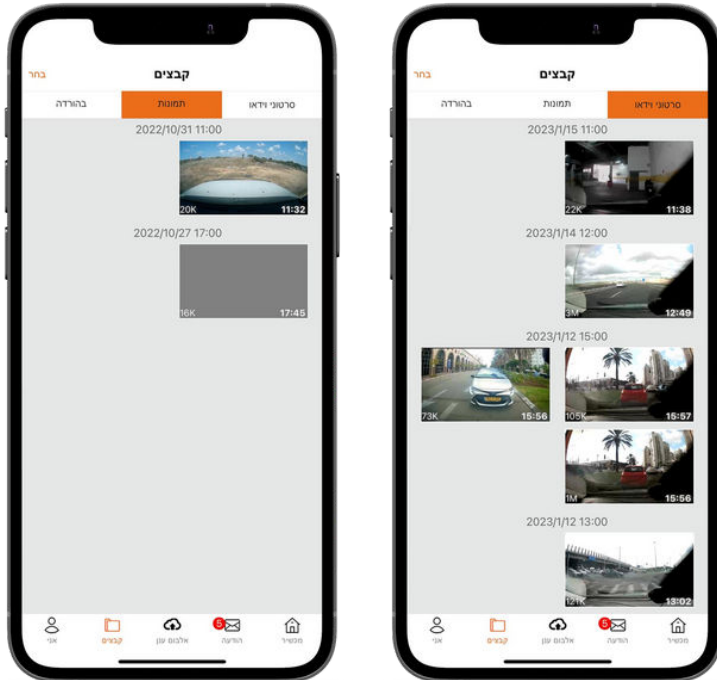 קבצים
בחר
סרטוני וידאו
תמונות
בהורדה
2022/10/31 11:00
20K
11:32
2022/10/27 17:00
16K
17:45
מכשיר
5
הודעה
אלבום ענן
קבצים
אני
קבצים
בחר
סרטוני וידאו
תמונות
בהורדה
2023/1/15 11:00
22K
11:38
2023/1/14 12:00
3M
12:49
2023/1/12 15:00
105K
15:57
73K
15:56
1M
15:56
2023/1/12 13:00
121K
13:02
מכשיר
5
הודעה
אלבום ענן
קבצים
אני